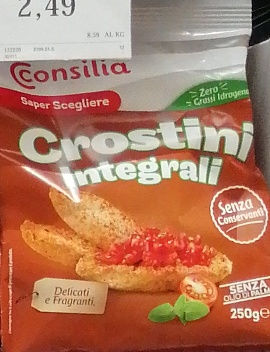 2,49
8.58 AL KG
Consilia
Saper Scegliere
Zero
Grassi Idrogenati
Crostini
Integrali
Senza
Conservanti
Delicati
e Fragranti.
SENZA
OLIO DI PALMA
250g e